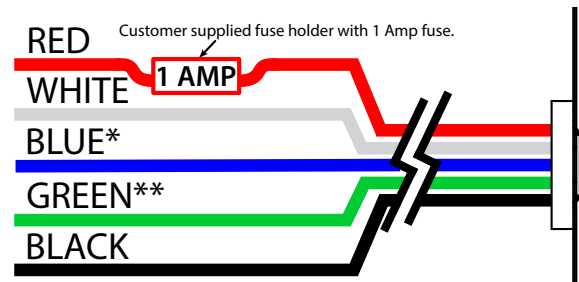 Customer supplied fuse holder with 1 Amp fuse.
RED
1 AMP
WHITE
BLUE*
GREEN**
BLACK